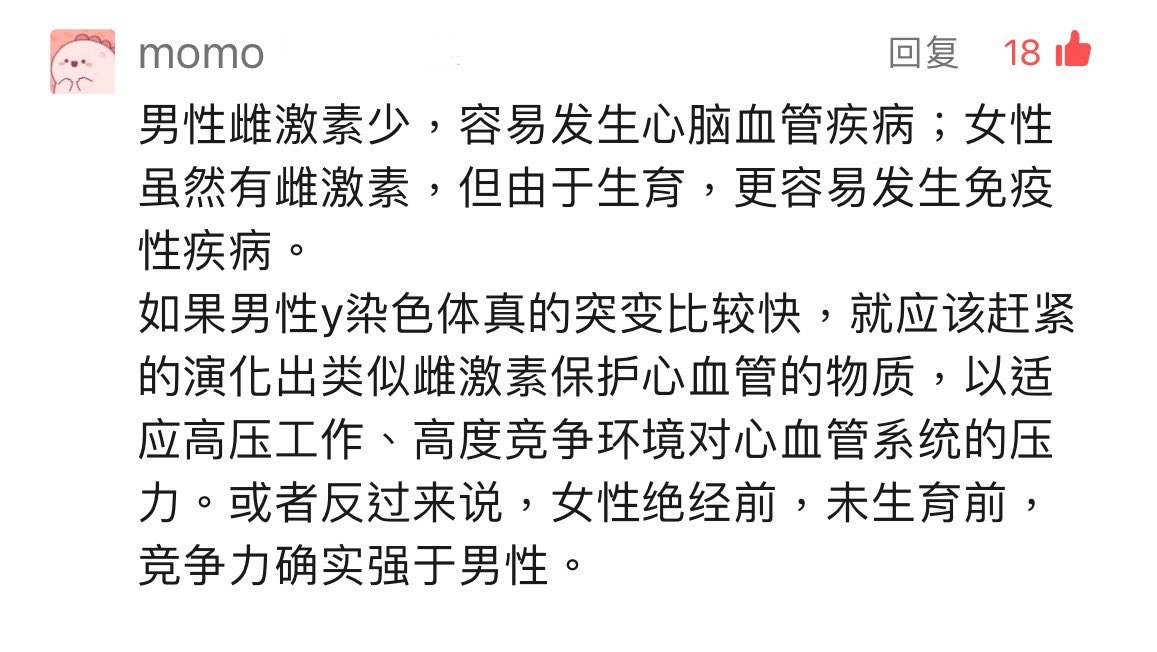 momo 回复 18
男性雌激素少，容易发生心脑血管疾病；女性
虽然有雌激素，但由于生育，更容易发生免疫
性疾病。
如果男性y染色体真的突变比较快，就应该赶紧
的演化出类似雌激素保护心血管的物质，以适
应高压工作、高度竞争环境对心血管系统的压
力。或者反过来说，女性绝经前，未生育前，
竞争力确实强于男性。